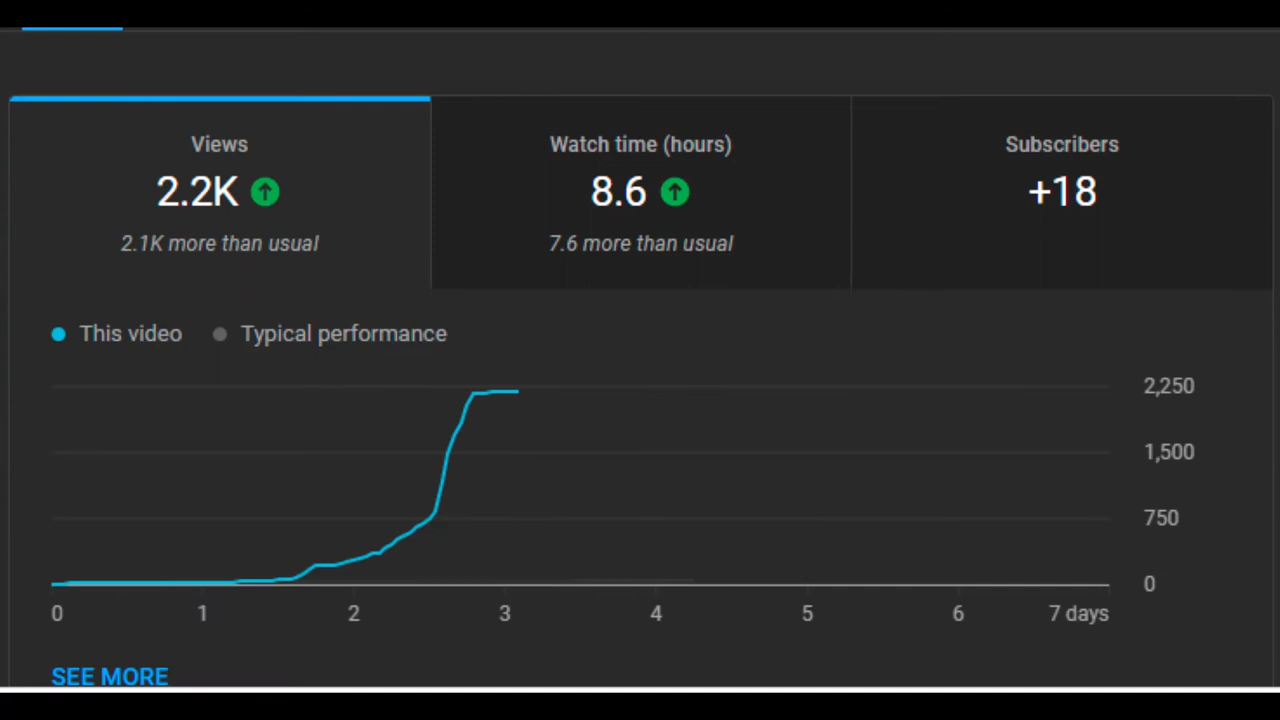 Views
2.2K
2.1K more than usual
Watch time (hours)
8.6
7.6 more than usual
Subscribers
+18
This video
Typical performance
2,250
1,500
750
0
0 1 2 3 4 5 6 7 days
SEE MORE